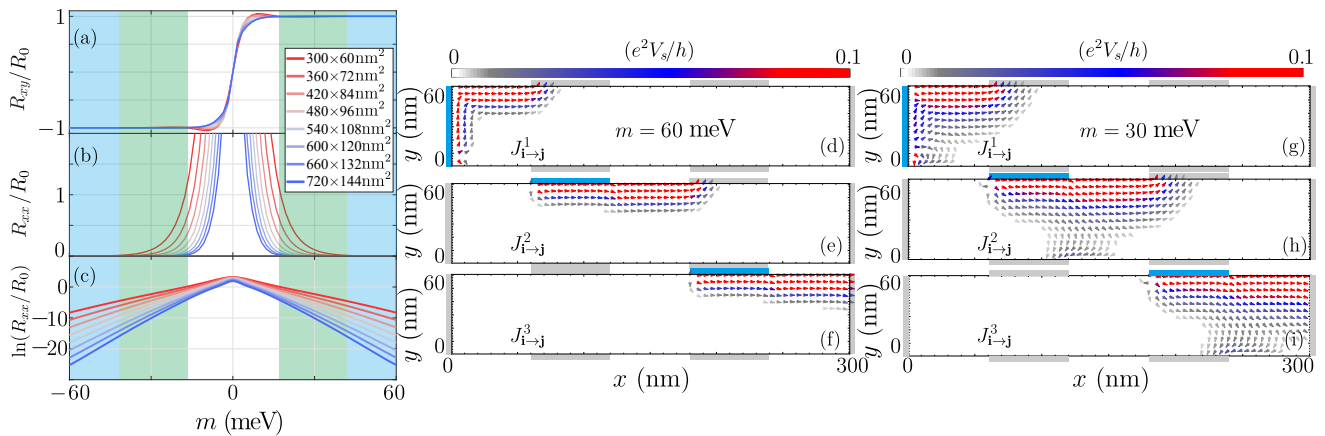 (a)
1
−1
R_xy/R_0
300×60nm²
360×72nm²
420×84nm²
480×96nm²
540×108nm²
600×120nm²
660×132nm²
720×144nm²
(b)
1
0
R_xx/R_0
(c)
0
−10
−20
ln(R_xx/R_0)
−60
0
60
m (meV)
0
(e²V_s/h)
0.1
60
0
y (nm)
m = 60 meV
J¹_i→j
(d)
60
0
y (nm)
J²_i→j
(e)
60
0
y (nm)
J³_i→j
(f)
0
x (nm)
300
0
(e²V_s/h)
0.1
60
0
y (nm)
m = 30 meV
J¹_i→j
(g)
60
0
y (nm)
J²_i→j
(h)
60
0
y (nm)
J³_i→j
(i)
0
x (nm)
300